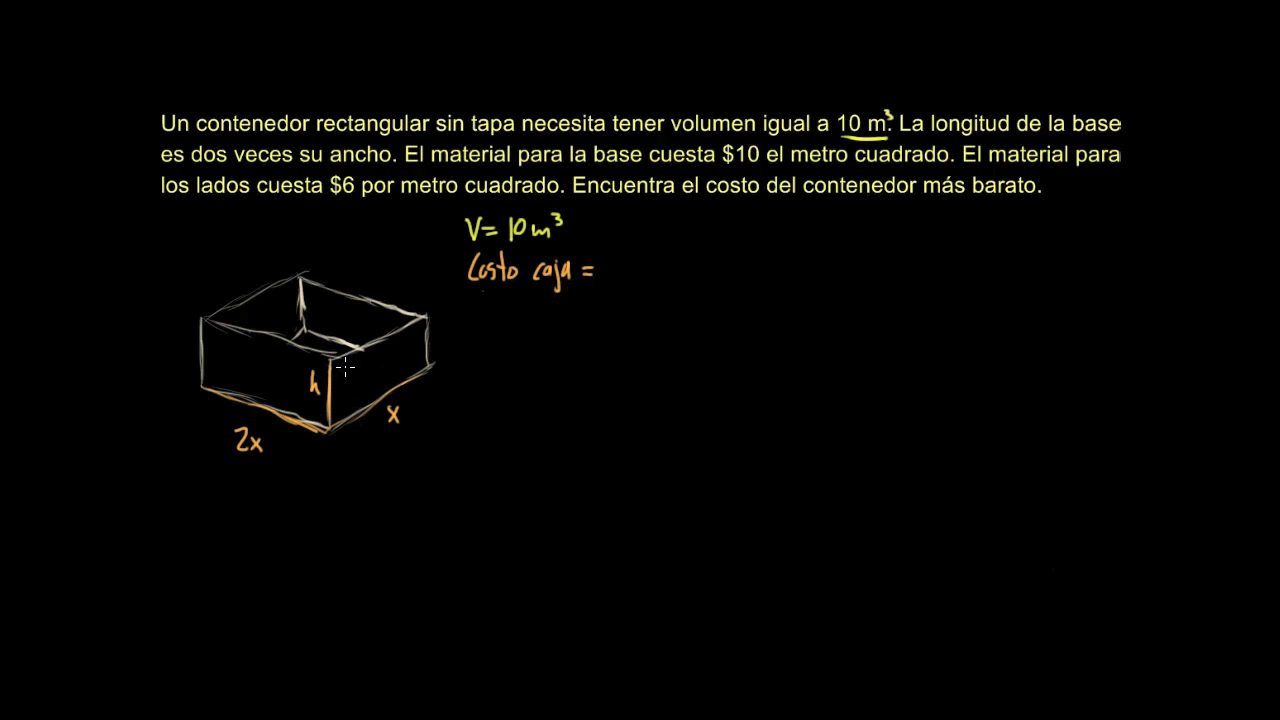 Un contenedor rectangular sin tapa necesita tener volumen igual a 10 m³. La longitud de la base
es dos veces su ancho. El material para la base cuesta $10 el metro cuadrado. El material para
los lados cuesta $6 por metro cuadrado. Encuentra el costo del contenedor más barato.
V= 10 m³
Costo caja =
h
x
2x